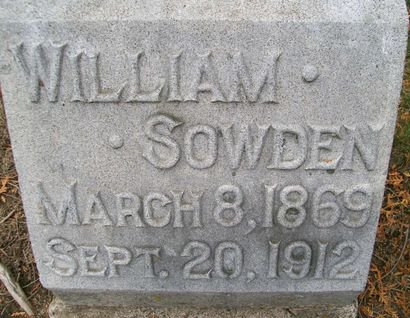 WILLIAM ·
· SOWDEN
MARCH 8, 1869
SEPT. 20, 1912